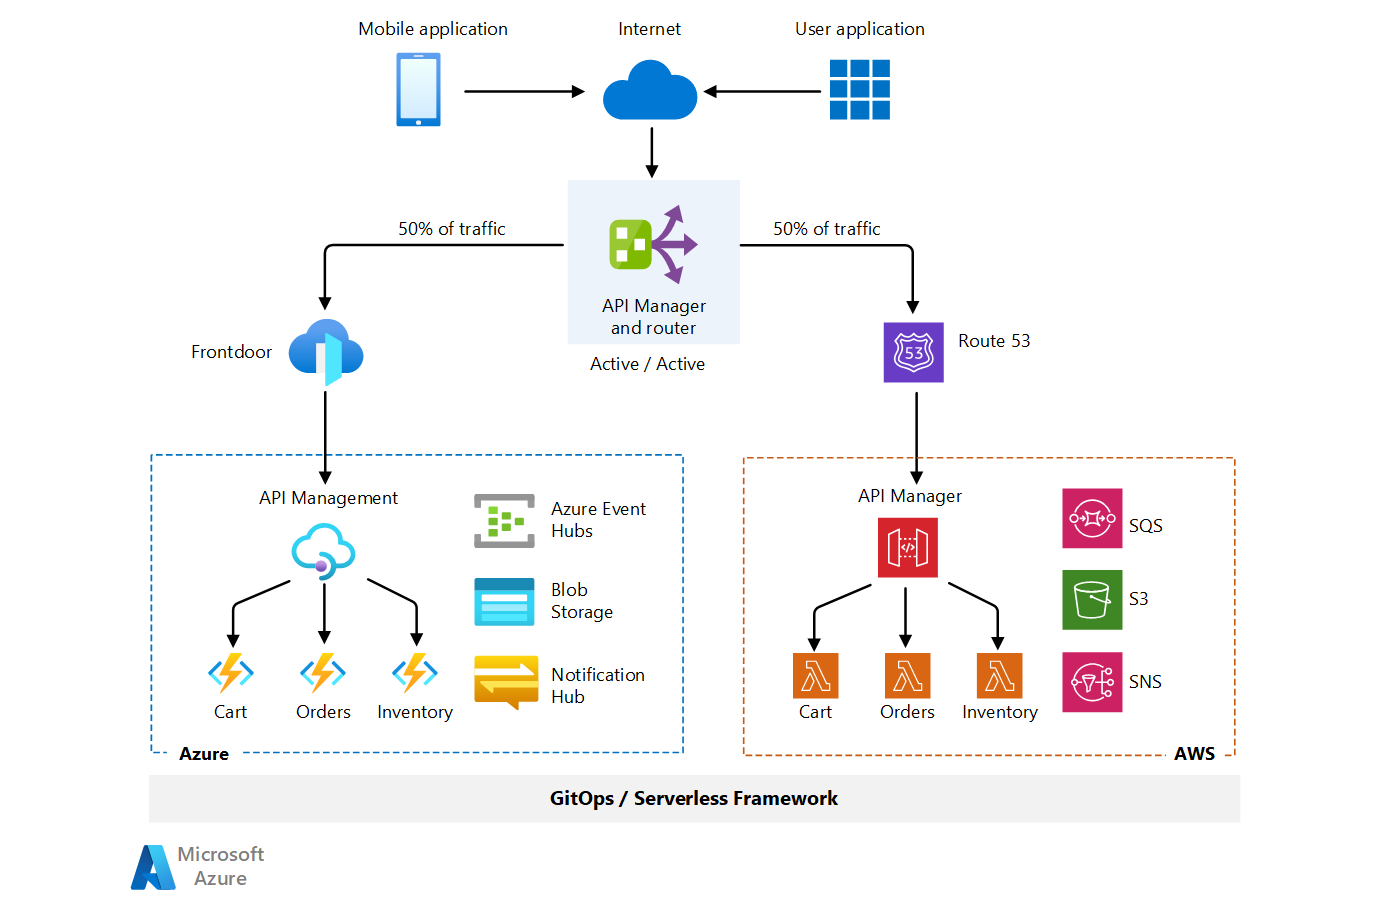 Mobile application
Internet
User application
50% of traffic
50% of traffic
API Manager
and router
Active / Active
Frontdoor
53
Route 53
API Management
Azure Event
Hubs
Blob
Storage
Notification
Hub
Cart
Orders
Inventory
Azure
API Manager
</>
SQS
S3
SNS
Cart
Orders
Inventory
AWS
GitOps / Serverless Framework
Microsoft
Azure